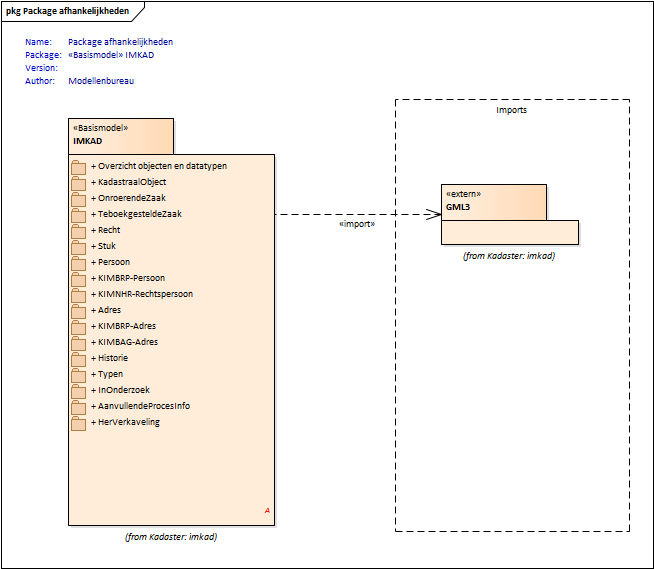 pkg Package afhankelijkheden
Name: Package afhankelijkheden
Package: «Basismodel» IMKAD
Version:
Author: Modellenbureau
Imports
«Basismodel»
IMKAD
+ Overzicht objecten en datatypen
+ KadastraalObject
+ OnroerendeZaak
+ TeboekgesteldeZaak
+ Recht
+ Stuk
+ Persoon
+ KIMBRP-Persoon
+ KIMNHR-Rechtspersoon
+ Adres
+ KIMBRP-Adres
+ KIMBAG-Adres
+ Historie
+ Typen
+ InOnderzoek
+ AanvullendeProcesInfo
+ HerVerkaveling
A
(from Kadaster: imkad)
«import»
«extern»
GML3
(from Kadaster: imkad)